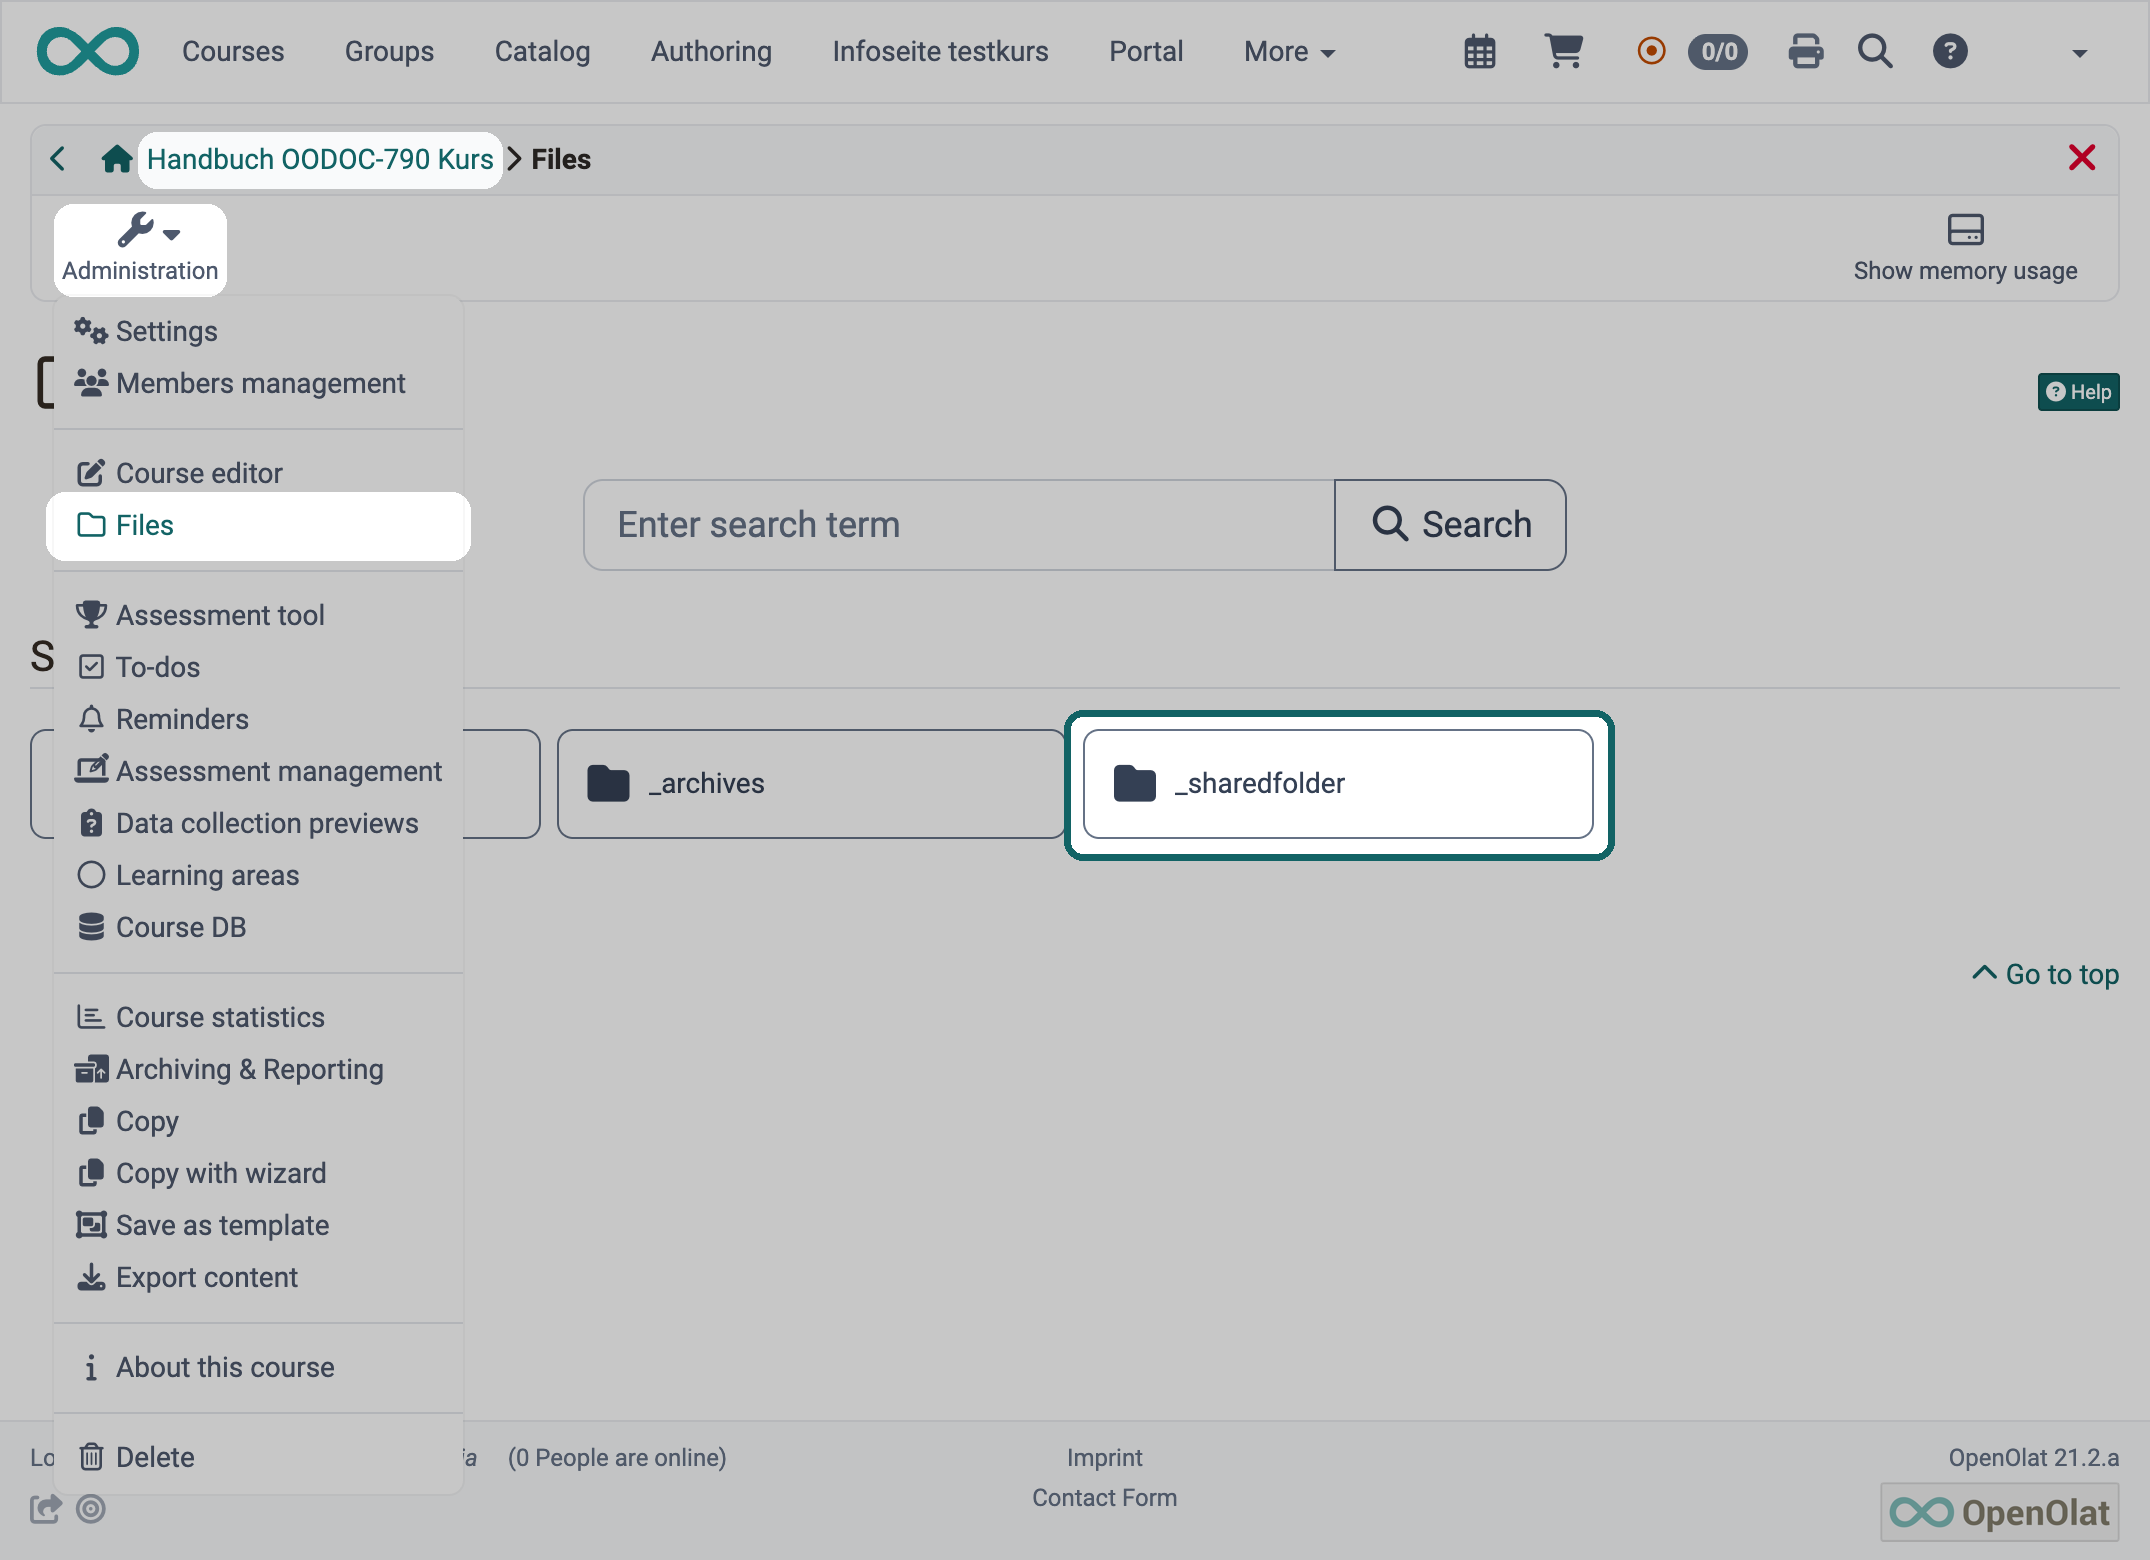 Courses Groups Catalog Authoring Infoseite testkurs Portal More 0/0
Handbuch OODOC-790 Kurs Files
Administration
Show memory usage
Settings
Members management
Help
Course editor
Files
Enter search term Search
Assessment tool
To-dos
Reminders
Assessment management
_archives
_sharedfolder
Data collection previews
Learning areas
Course DB
Go to top
Course statistics
Archiving & Reporting
Copy
Copy with wizard
Save as template
Export content
About this course
Delete
(0 People are online)
Imprint
Contact Form
OpenOlat 21.2.a
OpenOlat